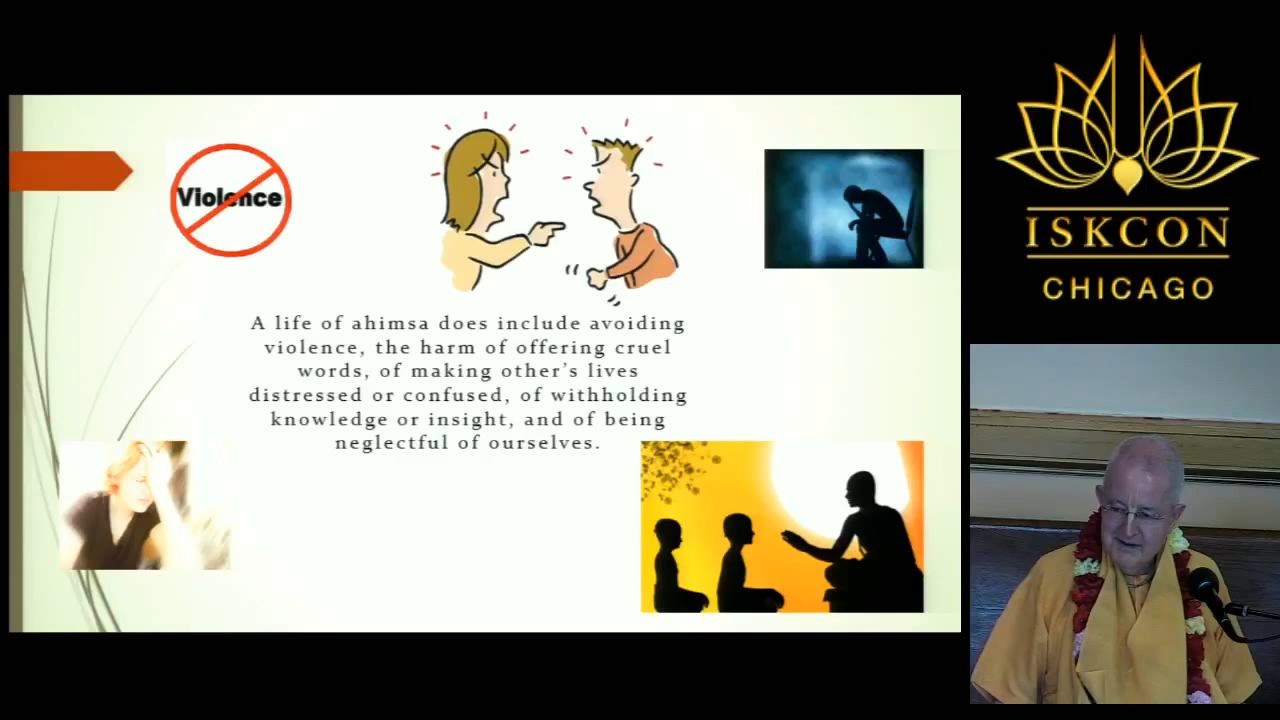 Violence
A life of ahimsa does include avoiding
violence, the harm of offering cruel
words, of making other's lives
distressed or confused, of withholding
knowledge or insight, and of being
neglectful of ourselves.
ISKCON
CHICAGO